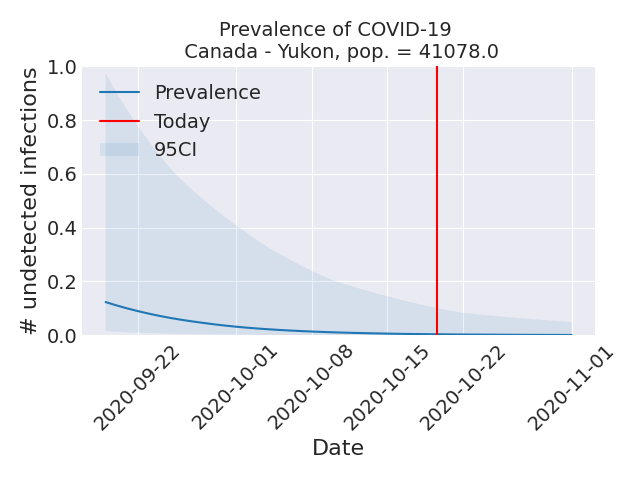 Prevalence of COVID-19
Canada - Yukon, pop. = 41078.0
# undetected infections
1.0
0.8
0.6
0.4
0.2
0.0
Prevalence
Today
95CI
2020-09-22
2020-10-01
2020-10-08
2020-10-15
2020-10-22
2020-11-01
Date